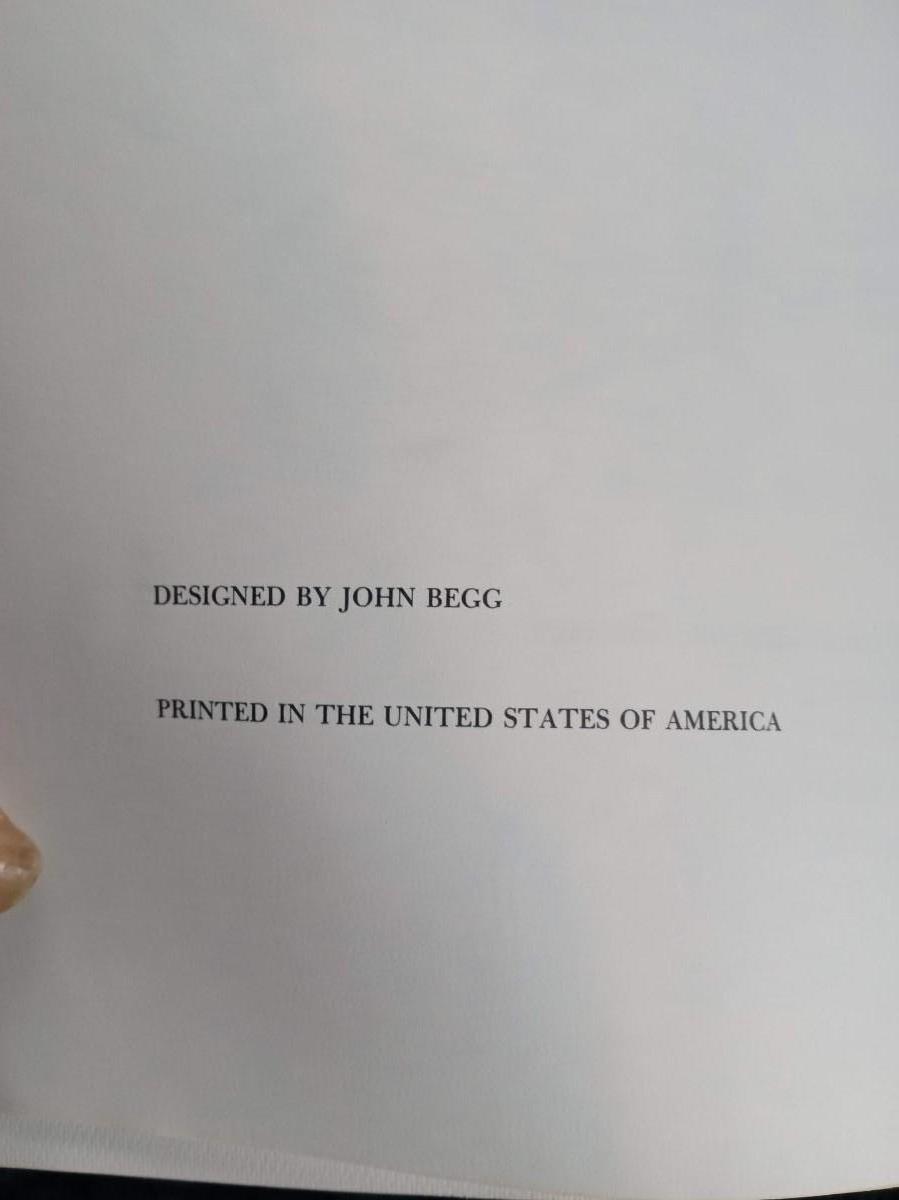 DESIGNED BY JOHN BEGG
PRINTED IN THE UNITED STATES OF AMERICA